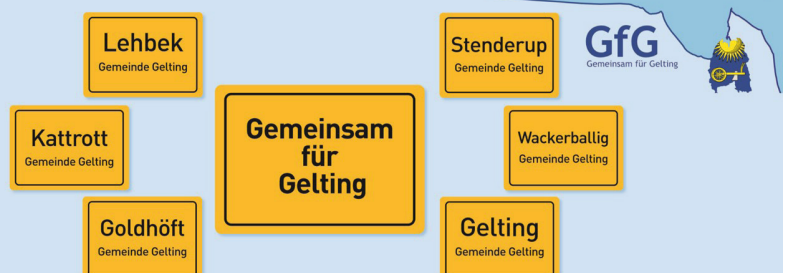 Lehbek
Gemeinde Gelting
Stenderup
Gemeinde Gelting
GfG
Gemeinsam für Gelting
Kattrott
Gemeinde Gelting
Gemeinsam
für
Gelting
Wackerballig
Gemeinde Gelting
Goldhöft
Gemeinde Gelting
Gelting
Gemeinde Gelting